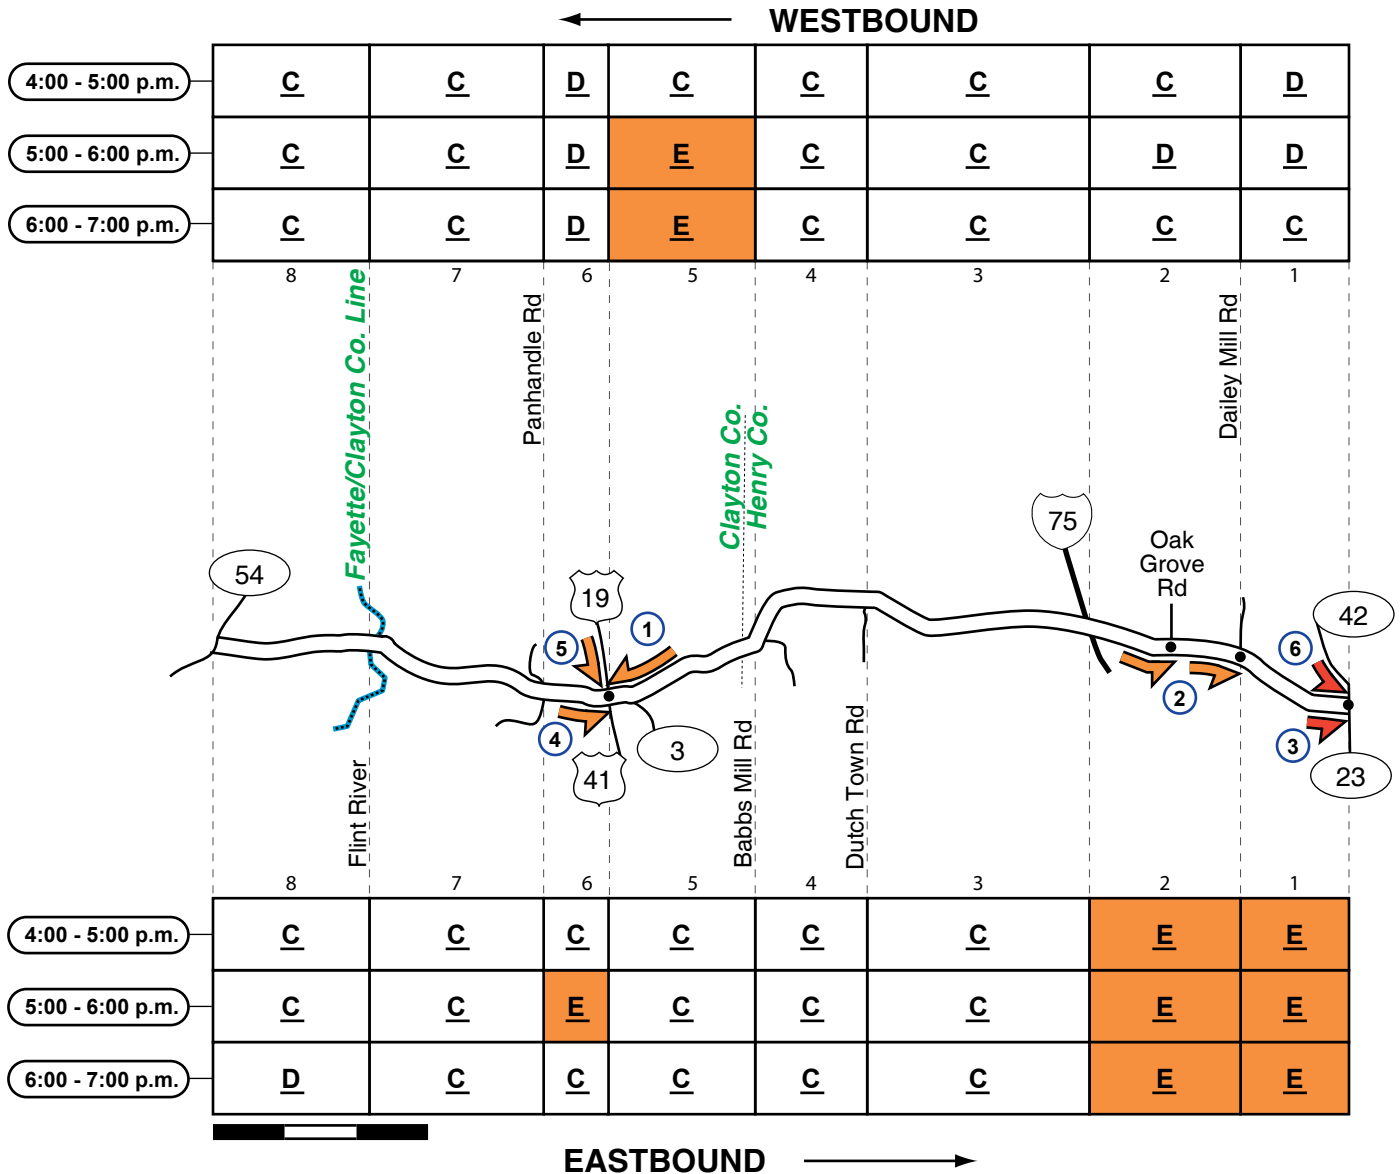 WESTBOUND
4:00 - 5:00 p.m. C C D C C C C D
5:00 - 6:00 p.m. C C D E C C D D
6:00 - 7:00 p.m. C C D E C C C C
8 7 6 5 4 3 2 1
Fayette/Clayton Co. Line
Panhandle Rd
Clayton Co.
Henry Co.
Dailey Mill Rd
54
19
75
Oak
Grove
Rd
42
5
1
6
2
4
3
3
41
23
Flint River
Babbs Mill Rd
Dutch Town Rd
8 7 6 5 4 3 2 1
4:00 - 5:00 p.m. C C C C C C E E
5:00 - 6:00 p.m. C C E C C C E E
6:00 - 7:00 p.m. D C C C C C E E
EASTBOUND